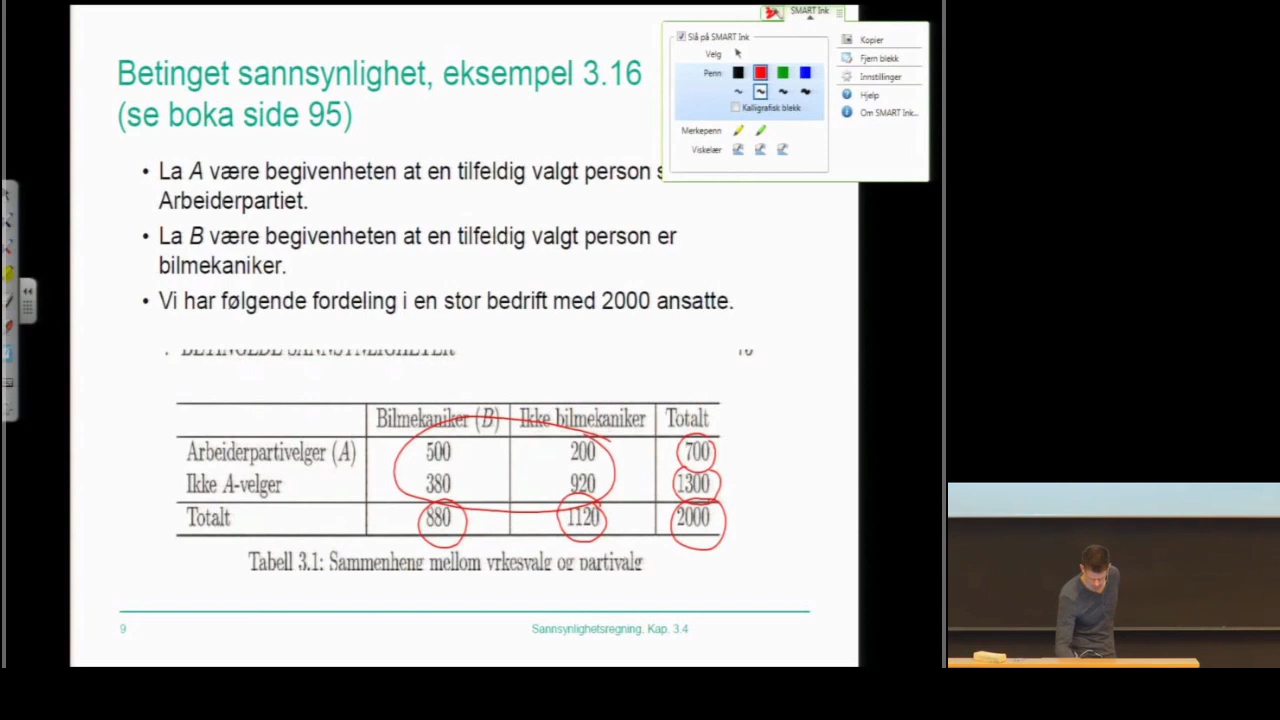 SMART Ink
Slå på SMART Ink
Velg
Penn
Kalligrafisk blekk
Merkepenn
Viskelær
Kopier
Fjern blekk
Innstillinger
Hjelp
Om SMART Ink...
Betinget sannsynlighet, eksempel 3.16
(se boka side 95)
• La A være begivenheten at en tilfeldig valgt person s
Arbeiderpartiet.
• La B være begivenheten at en tilfeldig valgt person er
bilmekaniker.
• Vi har følgende fordeling i en stor bedrift med 2000 ansatte.
BETINGEDE SANNSYNLIGHETER
Bilmekaniker (B) Ikke bilmekaniker Totalt
Arbeiderpartivelger (A) 500 200 700
Ikke A-velger 380 920 1300
Totalt 880 1120 2000
Tabell 3.1: Sammenheng mellom yrkesvalg og partivalg
9 Sannsynlighetsregning, Kap. 3.4